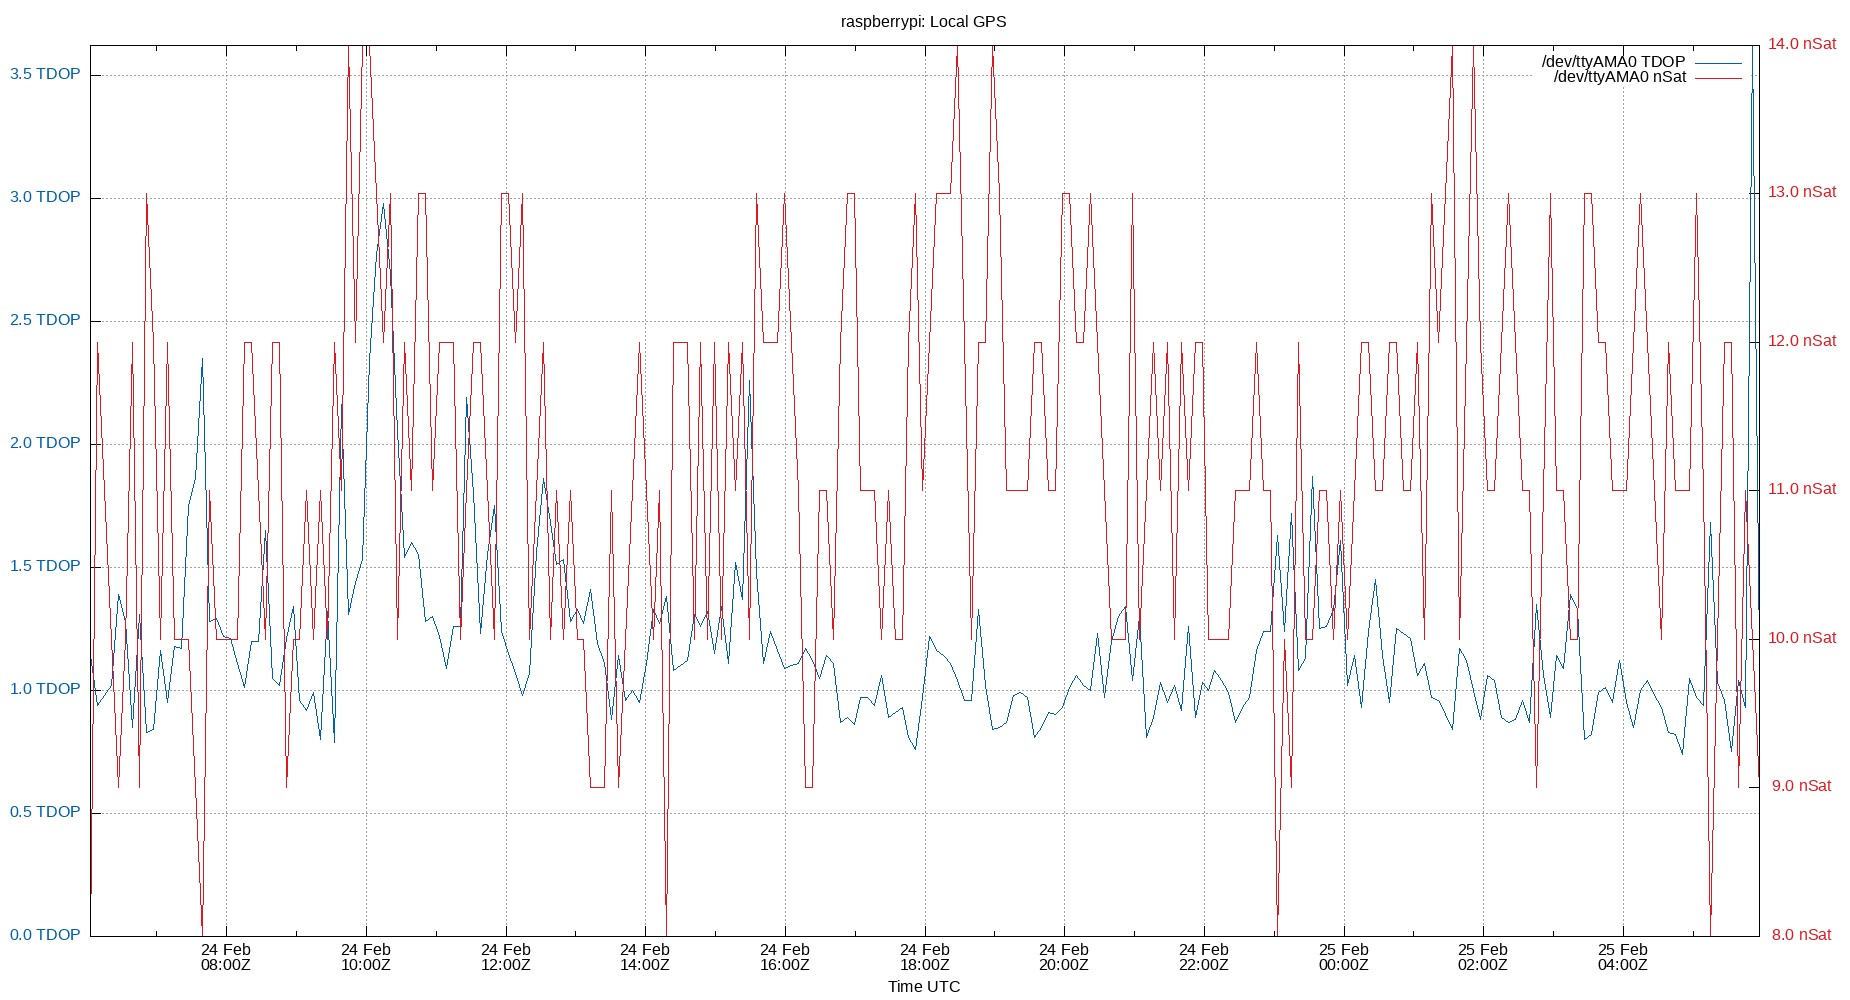 raspberrypi: Local GPS
/dev/ttyAMA0 TDOP
/dev/ttyAMA0 nSat
3.5 TDOP
3.0 TDOP
2.5 TDOP
2.0 TDOP
1.5 TDOP
1.0 TDOP
0.5 TDOP
0.0 TDOP
14.0 nSat
13.0 nSat
12.0 nSat
11.0 nSat
10.0 nSat
9.0 nSat
8.0 nSat
24 Feb 24 Feb 24 Feb 24 Feb 24 Feb 24 Feb 24 Feb 24 Feb 25 Feb 25 Feb 25 Feb
08:00Z 10:00Z 12:00Z 14:00Z 16:00Z 18:00Z 20:00Z 22:00Z 00:00Z 02:00Z 04:00Z
Time UTC